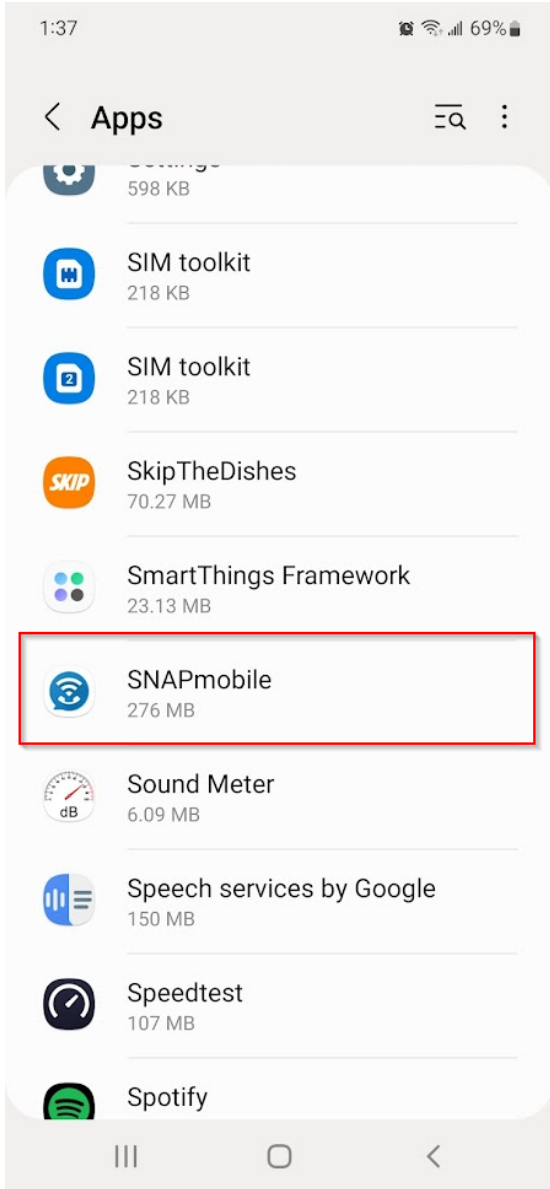 1:37 69%
Apps
Settings
598 KB
SIM toolkit
218 KB
2
SIM toolkit
218 KB
SKIP
SkipTheDishes
70.27 MB
SmartThings Framework
23.13 MB
SNAPmobile
276 MB
dB
Sound Meter
6.09 MB
Speech services by Google
150 MB
Speedtest
107 MB
Spotify